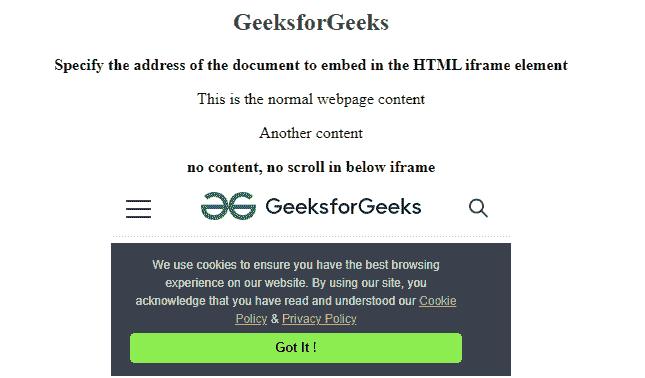 GeeksforGeeks
Specify the address of the document to embed in the HTML iframe element
This is the normal webpage content
Another content
no content, no scroll in below iframe
GeeksforGeeks
We use cookies to ensure you have the best browsing
experience on our website. By using our site, you
acknowledge that you have read and understood our Cookie
Policy & Privacy Policy
Got It !